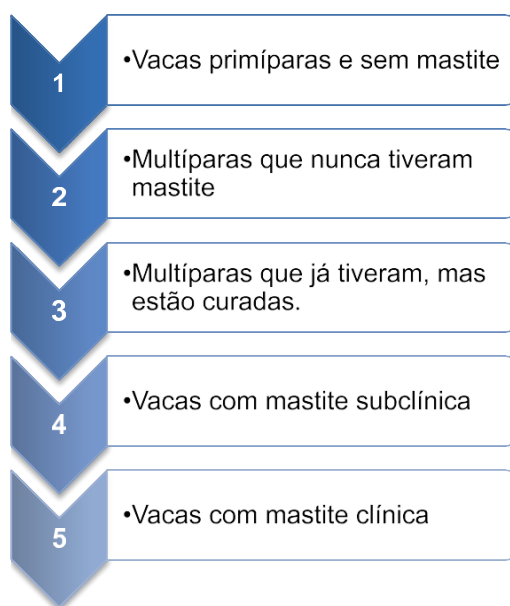 1
•Vacas primíparas e sem mastite
2
•Multíparas que nunca tiveram
mastite
3
•Multíparas que já tiveram, mas
estão curadas.
4
•Vacas com mastite subclínica
5
•Vacas com mastite clínica